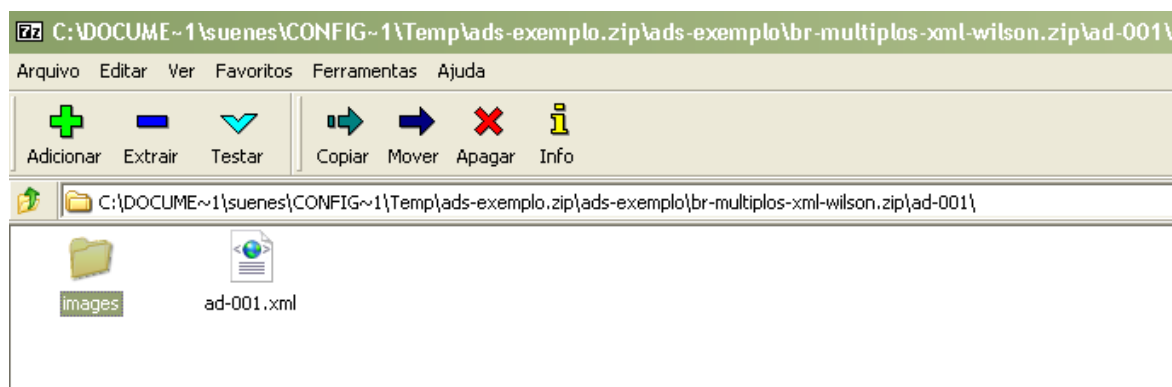 7z C:\DOCUME~1\suenes\CONFIG~1\Temp\ads-exemplo.zip\ads-exemplo\br-multiplos-xml-wilson.zip\ad-001\
Arquivo Editar Ver Favoritos Ferramentas Ajuda
Adicionar Extrair Testar Copiar Mover Apagar Info
C:\DOCUME~1\suenes\CONFIG~1\Temp\ads-exemplo.zip\ads-exemplo\br-multiplos-xml-wilson.zip\ad-001\
images ad-001.xml